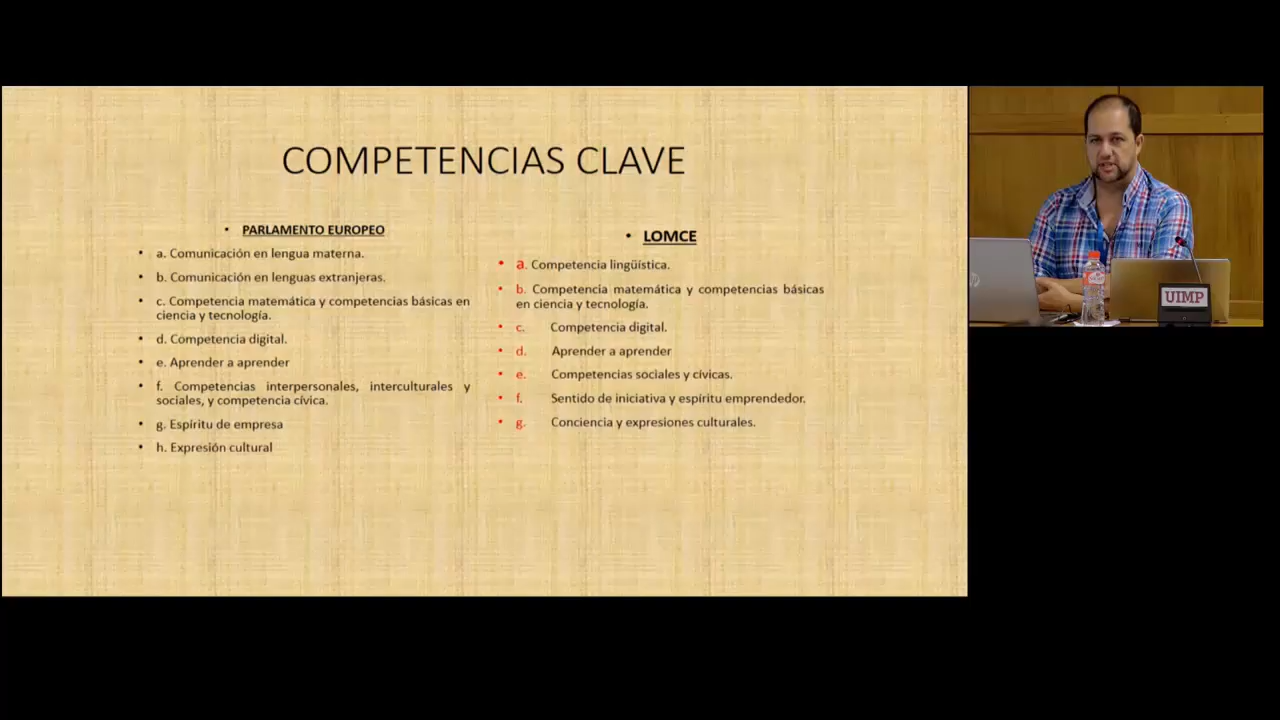 COMPETENCIAS CLAVE
• PARLAMENTO EUROPEO
• a. Comunicación en lengua materna.
• b. Comunicación en lenguas extranjeras.
• c. Competencia matemática y competencias básicas en
ciencia y tecnología.
• d. Competencia digital.
• e. Aprender a aprender
• f. Competencias interpersonales, interculturales y
sociales, y competencia cívica.
• g. Espíritu de empresa
• h. Expresión cultural
• LOMCE
• a. Competencia lingüística.
• b. Competencia matemática y competencias básicas
en ciencia y tecnología.
• c. Competencia digital.
• d. Aprender a aprender
• e. Competencias sociales y cívicas.
• f. Sentido de iniciativa y espíritu emprendedor.
• g. Conciencia y expresiones culturales.
UIMP